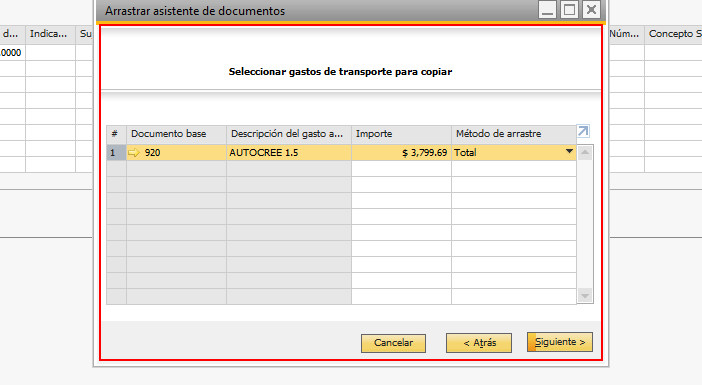 Arrastrar asistente de documentos
d... Indica... Su Núm... Concepto S
.0000
Seleccionar gastos de transporte para copiar
# Documento base Descripción del gasto a... Importe Método de arrastre
1 920 AUTOCREE 1.5 $ 3,799.69 Total
Cancelar < Atrás Siguiente >